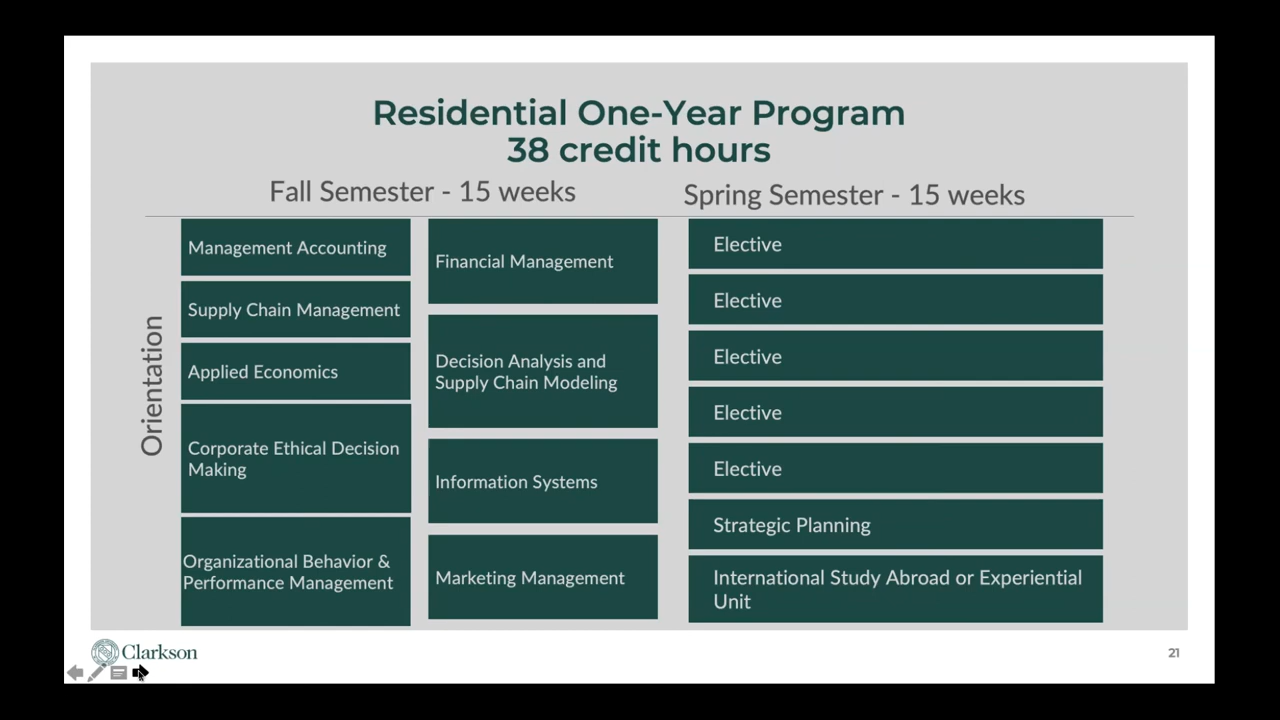 Residential One-Year Program
38 credit hours
Fall Semester - 15 weeks
Spring Semester - 15 weeks
Orientation
Management Accounting
Supply Chain Management
Applied Economics
Corporate Ethical Decision
Making
Organizational Behavior &
Performance Management
Financial Management
Decision Analysis and
Supply Chain Modeling
Information Systems
Marketing Management
Elective
Elective
Elective
Elective
Elective
Strategic Planning
International Study Abroad or Experiential
Unit
Clarkson
21